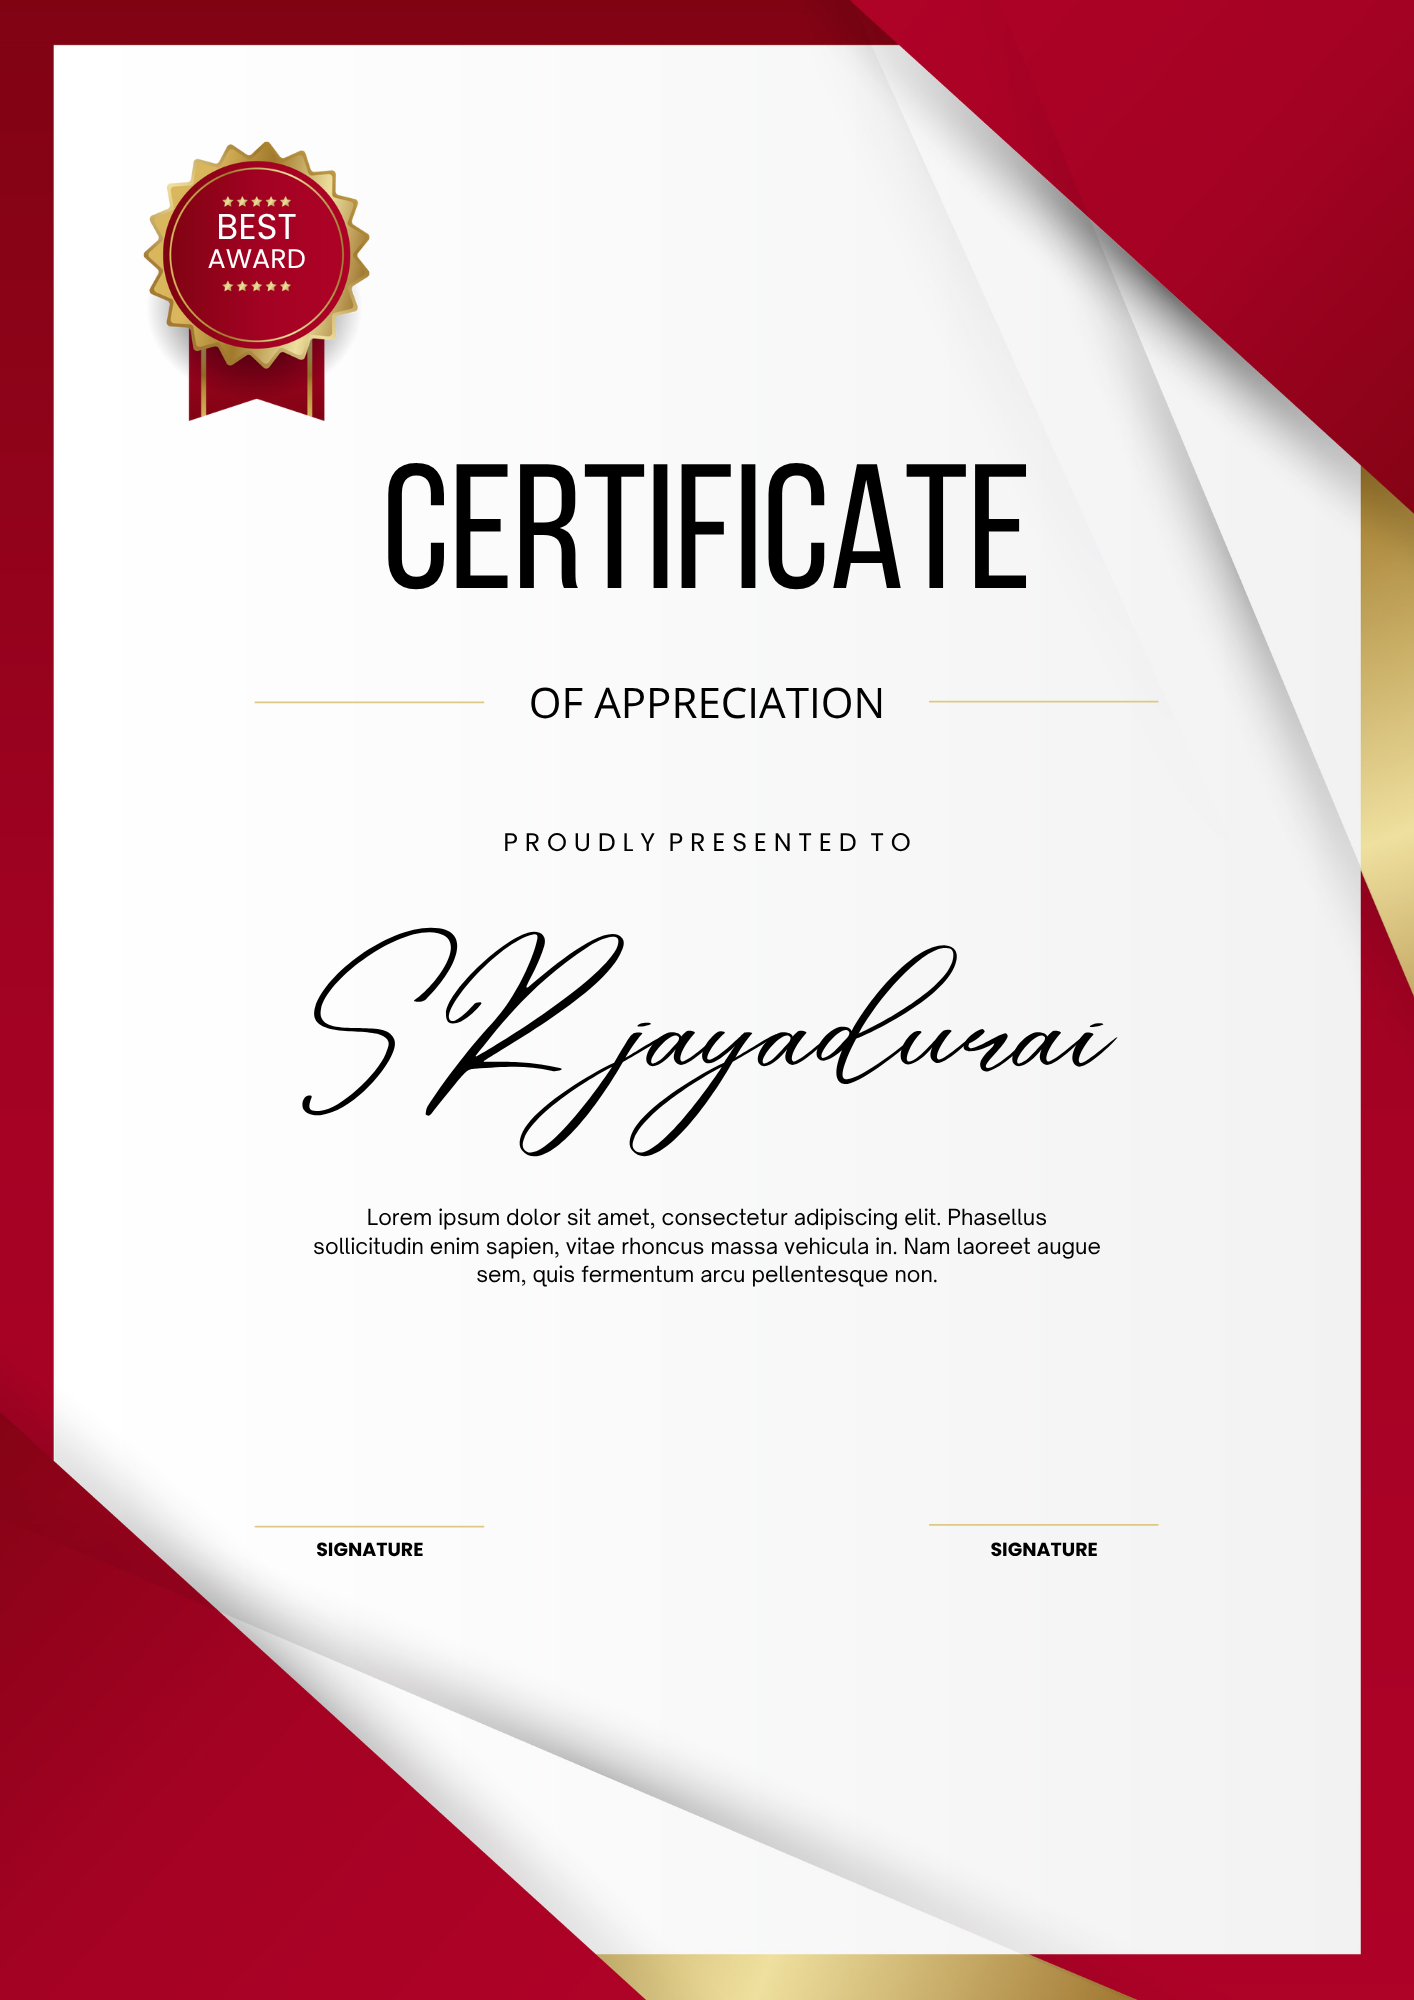 BEST
AWARD
CERTIFICATE
OF APPRECIATION
PROUDLY PRESENTED TO
SRjayadurai
Lorem ipsum dolor sit amet, consectetur adipiscing elit. Phasellus
sollicitudin enim sapien, vitae rhoncus massa vehicula in. Nam laoreet augue
sem, quis fermentum arcu pellentesque non.
SIGNATURE
SIGNATURE